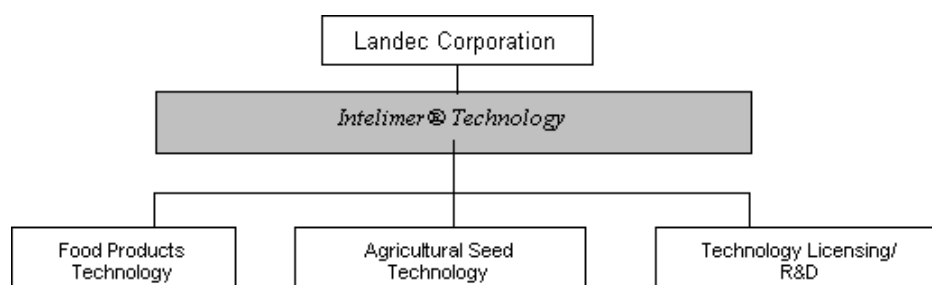 Landec Corporation
Intelimer® Technology
Food Products
Technology
Agricultural Seed
Technology
Technology Licensing/
R&D